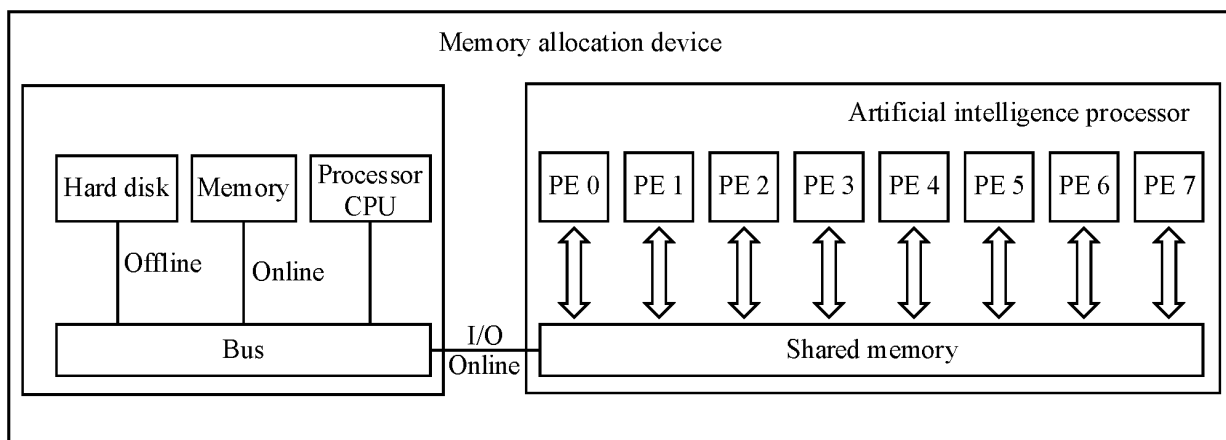 Memory allocation device
Artificial intelligence processor
Hard disk
Memory
Processor
CPU
PE 0
PE 1
PE 2
PE 3
PE 4
PE 5
PE 6
PE 7
Offline
Online
Bus
I/O
Online
Shared memory